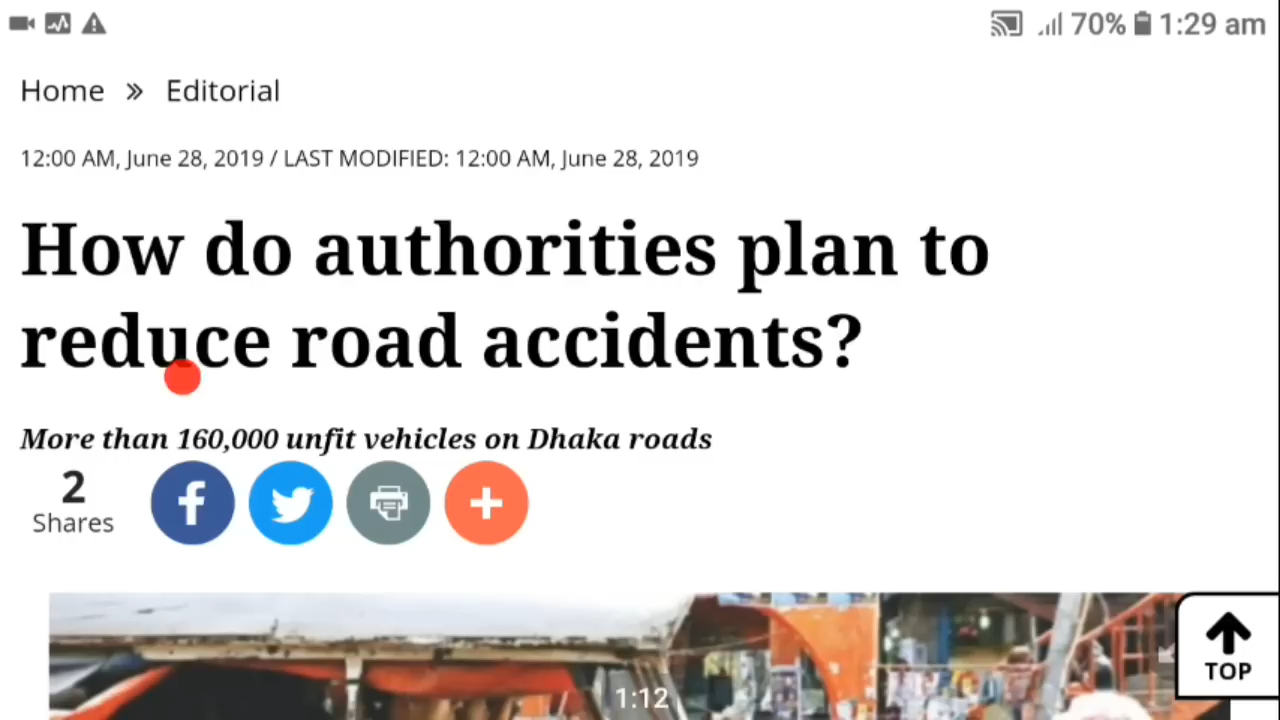 70% 1:29 am
Home » Editorial
12:00 AM, June 28, 2019 / LAST MODIFIED: 12:00 AM, June 28, 2019
How do authorities plan to
reduce road accidents?
More than 160,000 unfit vehicles on Dhaka roads
2
Shares
TOP
1:12